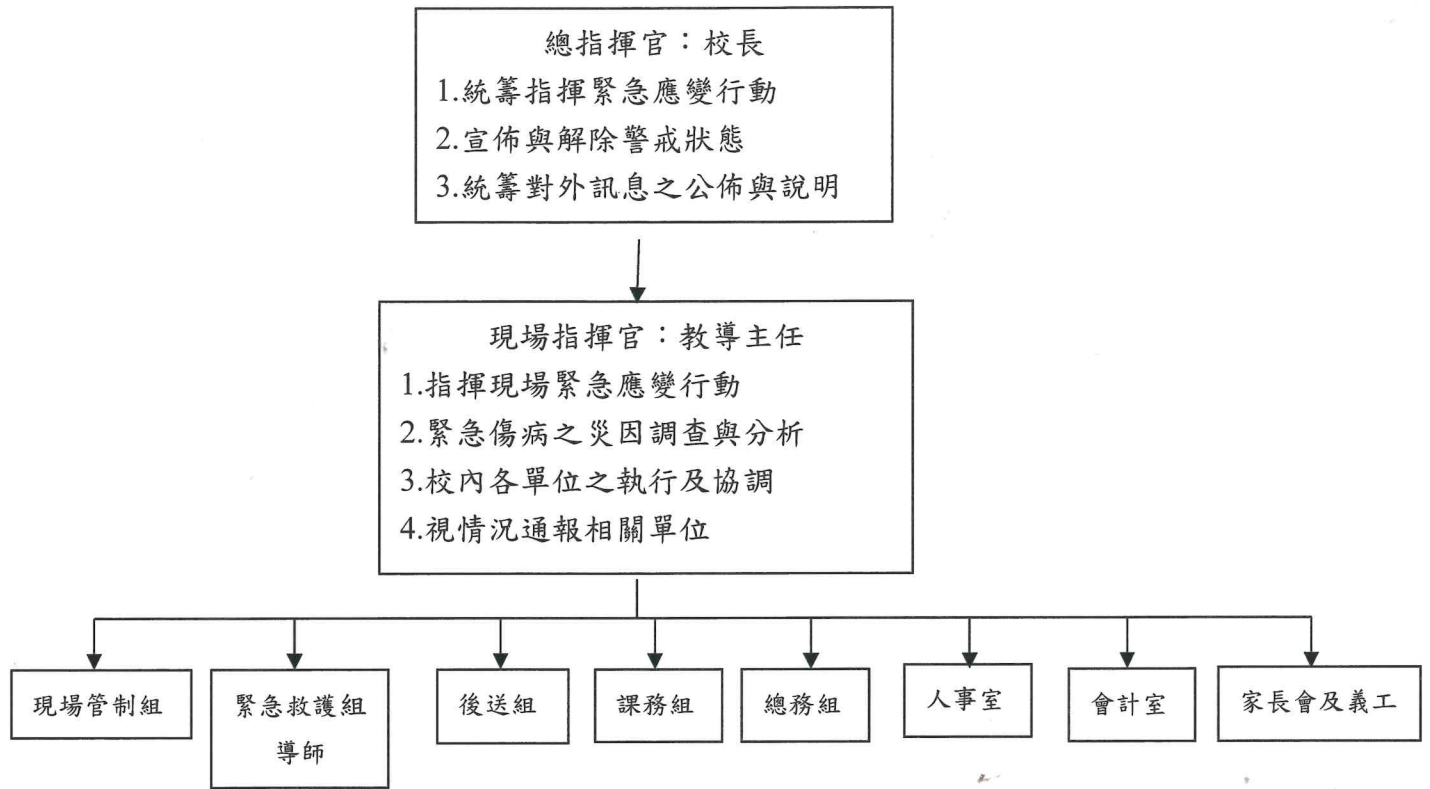 總指揮官：校長
1.統籌指揮緊急應變行動
2.宣佈與解除警戒狀態
3.統籌對外訊息之公佈與說明
現場指揮官：教導主任
1.指揮現場緊急應變行動
2.緊急傷病之災因調查與分析
3.校內各單位之執行及協調
4.視情況通報相關單位
現場管制組
緊急救護組
導師
後送組
課務組
總務組
人事室
會計室
家長會及義工